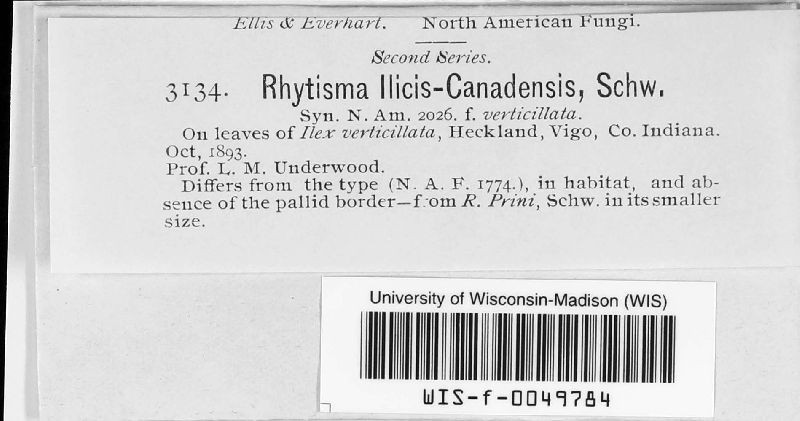 Ellis & Everhart. North American Fungi.
Second Series.
3134. Rhytisma Ilicis-Canadensis, Schw.
Syn. N. Am. 2026. f. verticillata.
On leaves of Ilex verticillata, Heckland, Vigo, Co. Indiana.
Oct, 1893.
Prof. L. M. Underwood.
Differs from the type (N. A. F. 1774.), in habitat, and ab-
sence of the pallid border—from R. Prini, Schw. in its smaller
size.
University of Wisconsin-Madison (WIS)
WIS-f-0049784